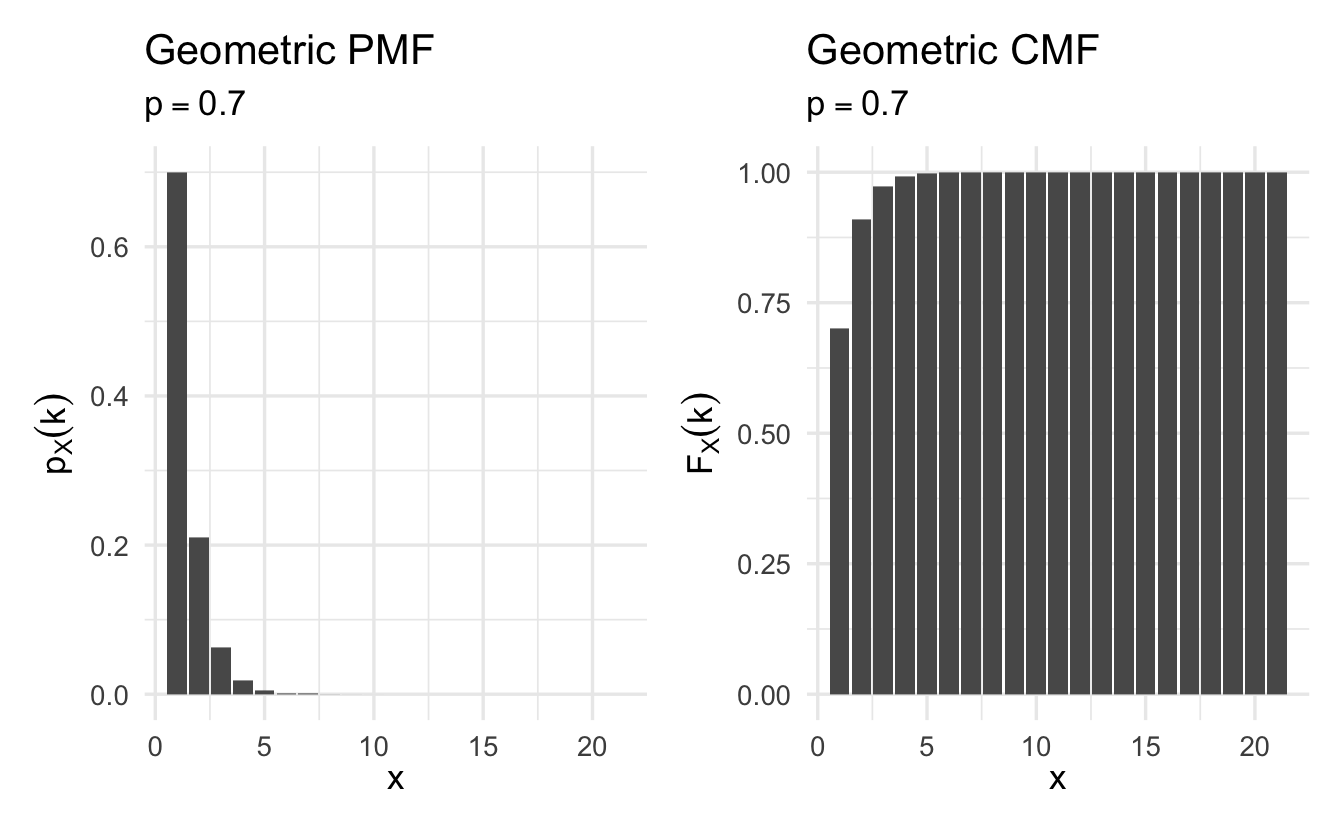 Geometric PMF
p = 0.7
0.6
0.4
0.2
0.0
0 5 10 15 20
x
pX(k)
Geometric CMF
p = 0.7
1.00
0.75
0.50
0.25
0.00
0 5 10 15 20
x
FX(k)